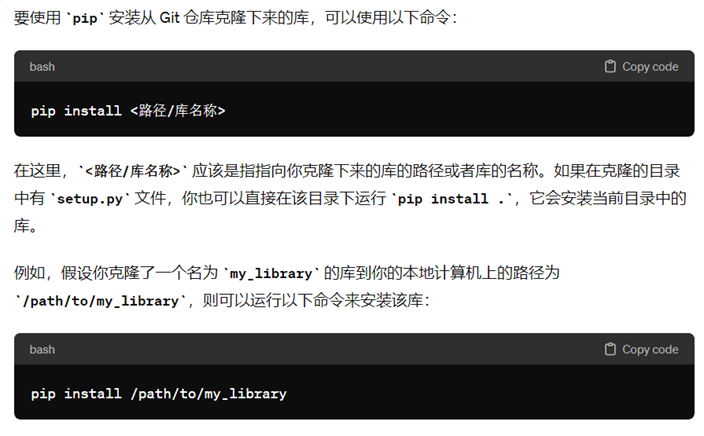 要使用 `pip` 安装从 Git 仓库克隆下来的库，可以使用以下命令：
bash
Copy code
pip install <路径/库名称>
在这里，`<路径/库名称>` 应该是指指向你克隆下来的库的路径或者库的名称。如果在克隆的目录
中有 `setup.py` 文件，你也可以直接在该目录下运行 `pip install .`，它会安装当前目录中的
库。
例如，假设你克隆了一个名为 `my_library` 的库到你的本地计算机上的路径为
`/path/to/my_library`，则可以运行以下命令来安装该库：
bash
Copy code
pip install /path/to/my_library